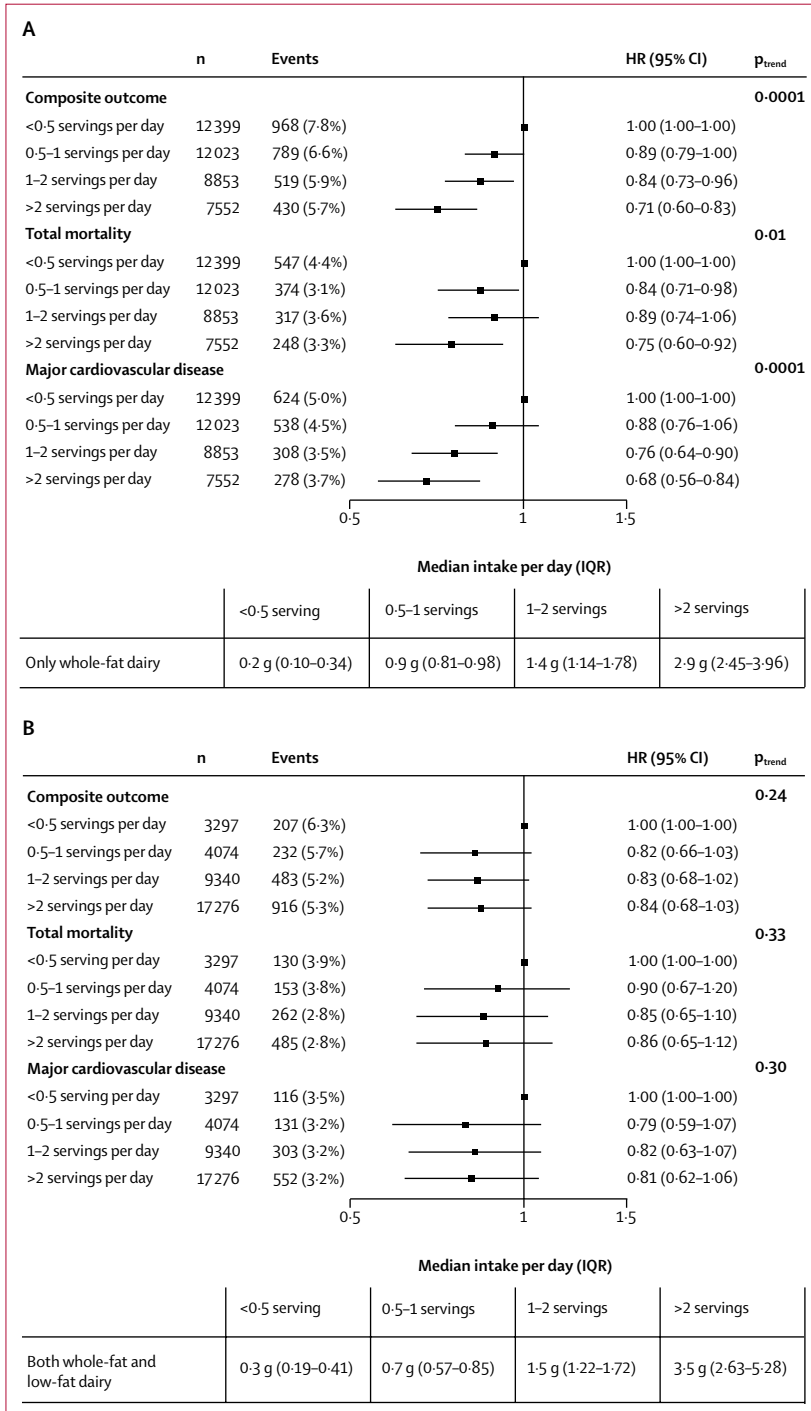 A
n Events HR (95% CI) ptrend
Composite outcome 0·0001
<0·5 servings per day 12 399 968 (7·8%) 1·00 (1·00–1·00)
0·5–1 servings per day 12 023 789 (6·6%) 0·89 (0·79–1·00)
1–2 servings per day 8853 519 (5·9%) 0·84 (0·73–0·96)
>2 servings per day 7552 430 (5·7%) 0·71 (0·60–0·83)
Total mortality 0·01
<0·5 servings per day 12 399 547 (4·4%) 1·00 (1·00–1·00)
0·5–1 servings per day 12 023 374 (3·1%) 0·84 (0·71–0·98)
1–2 servings per day 8853 317 (3·6%) 0·89 (0·74–1·06)
>2 servings per day 7552 248 (3·3%) 0·75 (0·60–0·92)
Major cardiovascular disease 0·0001
<0·5 servings per day 12 399 624 (5·0%) 1·00 (1·00–1·00)
0·5–1 servings per day 12 023 538 (4·5%) 0·88 (0·76–1·06)
1–2 servings per day 8853 308 (3·5%) 0·76 (0·64–0·90)
>2 servings per day 7552 278 (3·7%) 0·68 (0·56–0·84)
0·5 1 1·5
Median intake per day (IQR)
<0·5 serving 0·5–1 servings 1–2 servings >2 servings
Only whole-fat dairy 0·2 g (0·10–0·34) 0·9 g (0·81–0·98) 1·4 g (1·14–1·78) 2·9 g (2·45–3·96)
B
n Events HR (95% CI) ptrend
Composite outcome 0·24
<0·5 servings per day 3297 207 (6·3%) 1·00 (1·00–1·00)
0·5–1 servings per day 4074 232 (5·7%) 0·82 (0·66–1·03)
1–2 servings per day 9340 483 (5·2%) 0·83 (0·68–1·02)
>2 servings per day 17 276 916 (5·3%) 0·84 (0·68–1·03)
Total mortality 0·33
<0·5 serving per day 3297 130 (3·9%) 1·00 (1·00–1·00)
0·5–1 servings per day 4074 153 (3·8%) 0·90 (0·67–1·20)
1–2 servings per day 9340 262 (2·8%) 0·85 (0·65–1·10)
>2 servings per day 17 276 485 (2·8%) 0·86 (0·65–1·12)
Major cardiovascular disease 0·30
<0·5 serving per day 3297 116 (3·5%) 1·00 (1·00–1·00)
0·5–1 servings per day 4074 131 (3·2%) 0·79 (0·59–1·07)
1–2 servings per day 9340 303 (3·2%) 0·82 (0·63–1·07)
>2 servings per day 17 276 552 (3·2%) 0·81 (0·62–1·06)
0·5 1 1·5
Median intake per day (IQR)
<0·5 serving 0·5–1 servings 1–2 servings >2 servings
Both whole-fat and
low-fat dairy 0·3 g (0·19–0·41) 0·7 g (0·57–0·85) 1·5 g (1·22–1·72) 3·5 g (2·63–5·28)